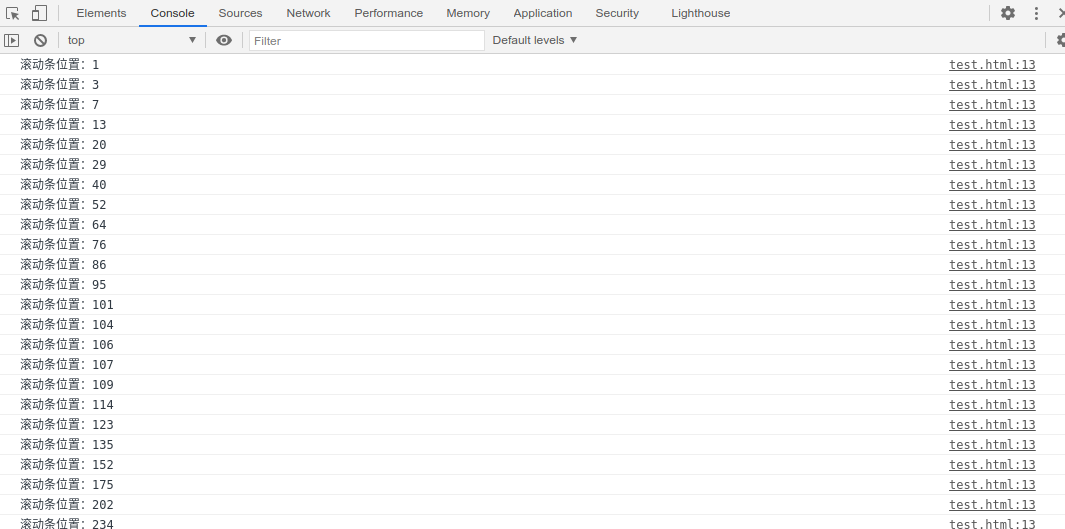 Elements Console Sources Network Performance Memory Application Security Lighthouse
top Filter Default levels
滚动条位置：1 test.html:13
滚动条位置：3 test.html:13
滚动条位置：7 test.html:13
滚动条位置：13 test.html:13
滚动条位置：20 test.html:13
滚动条位置：29 test.html:13
滚动条位置：40 test.html:13
滚动条位置：52 test.html:13
滚动条位置：64 test.html:13
滚动条位置：76 test.html:13
滚动条位置：86 test.html:13
滚动条位置：95 test.html:13
滚动条位置：101 test.html:13
滚动条位置：104 test.html:13
滚动条位置：106 test.html:13
滚动条位置：107 test.html:13
滚动条位置：109 test.html:13
滚动条位置：114 test.html:13
滚动条位置：123 test.html:13
滚动条位置：135 test.html:13
滚动条位置：152 test.html:13
滚动条位置：175 test.html:13
滚动条位置：202 test.html:13
滚动条位置：234 test.html:13